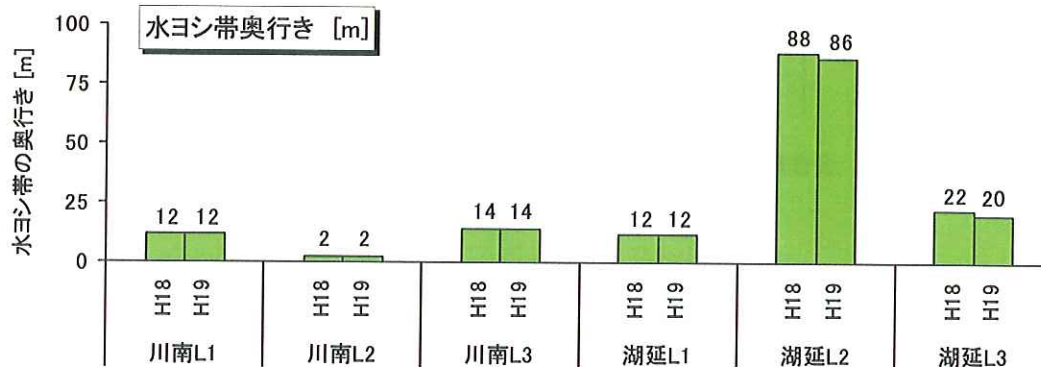 水ヨシ帯奥行き [m]
水ヨシ帯の奥行き [m]
100
75
50
25
0
12 12 2 2 14 14 12 12 88 86 22 20
H18 H19 H18 H19 H18 H19 H18 H19 H18 H19 H18 H19
川南L1 川南L2 川南L3 湖延L1 湖延L2 湖延L3